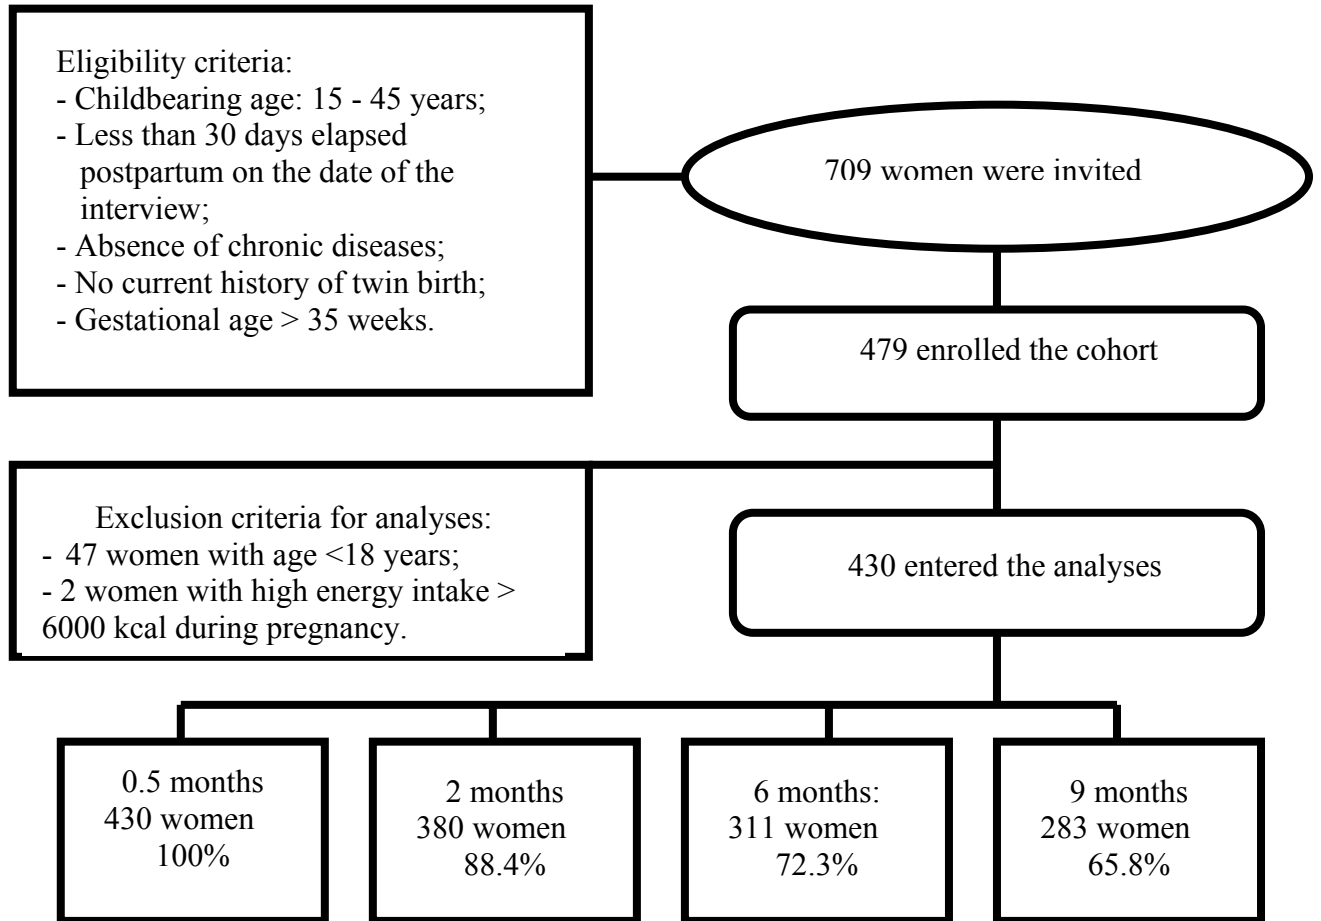 Eligibility criteria:
- Childbearing age: 15 - 45 years;
- Less than 30 days elapsed
postpartum on the date of the
interview;
- Absence of chronic diseases;
- No current history of twin birth;
- Gestational age > 35 weeks.
709 women were invited
479 enrolled the cohort
Exclusion criteria for analyses:
- 47 women with age <18 years;
- 2 women with high energy intake >
6000 kcal during pregnancy.
430 entered the analyses
0.5 months
430 women
100%
2 months
380 women
88.4%
6 months:
311 women
72.3%
9 months
283 women
65.8%